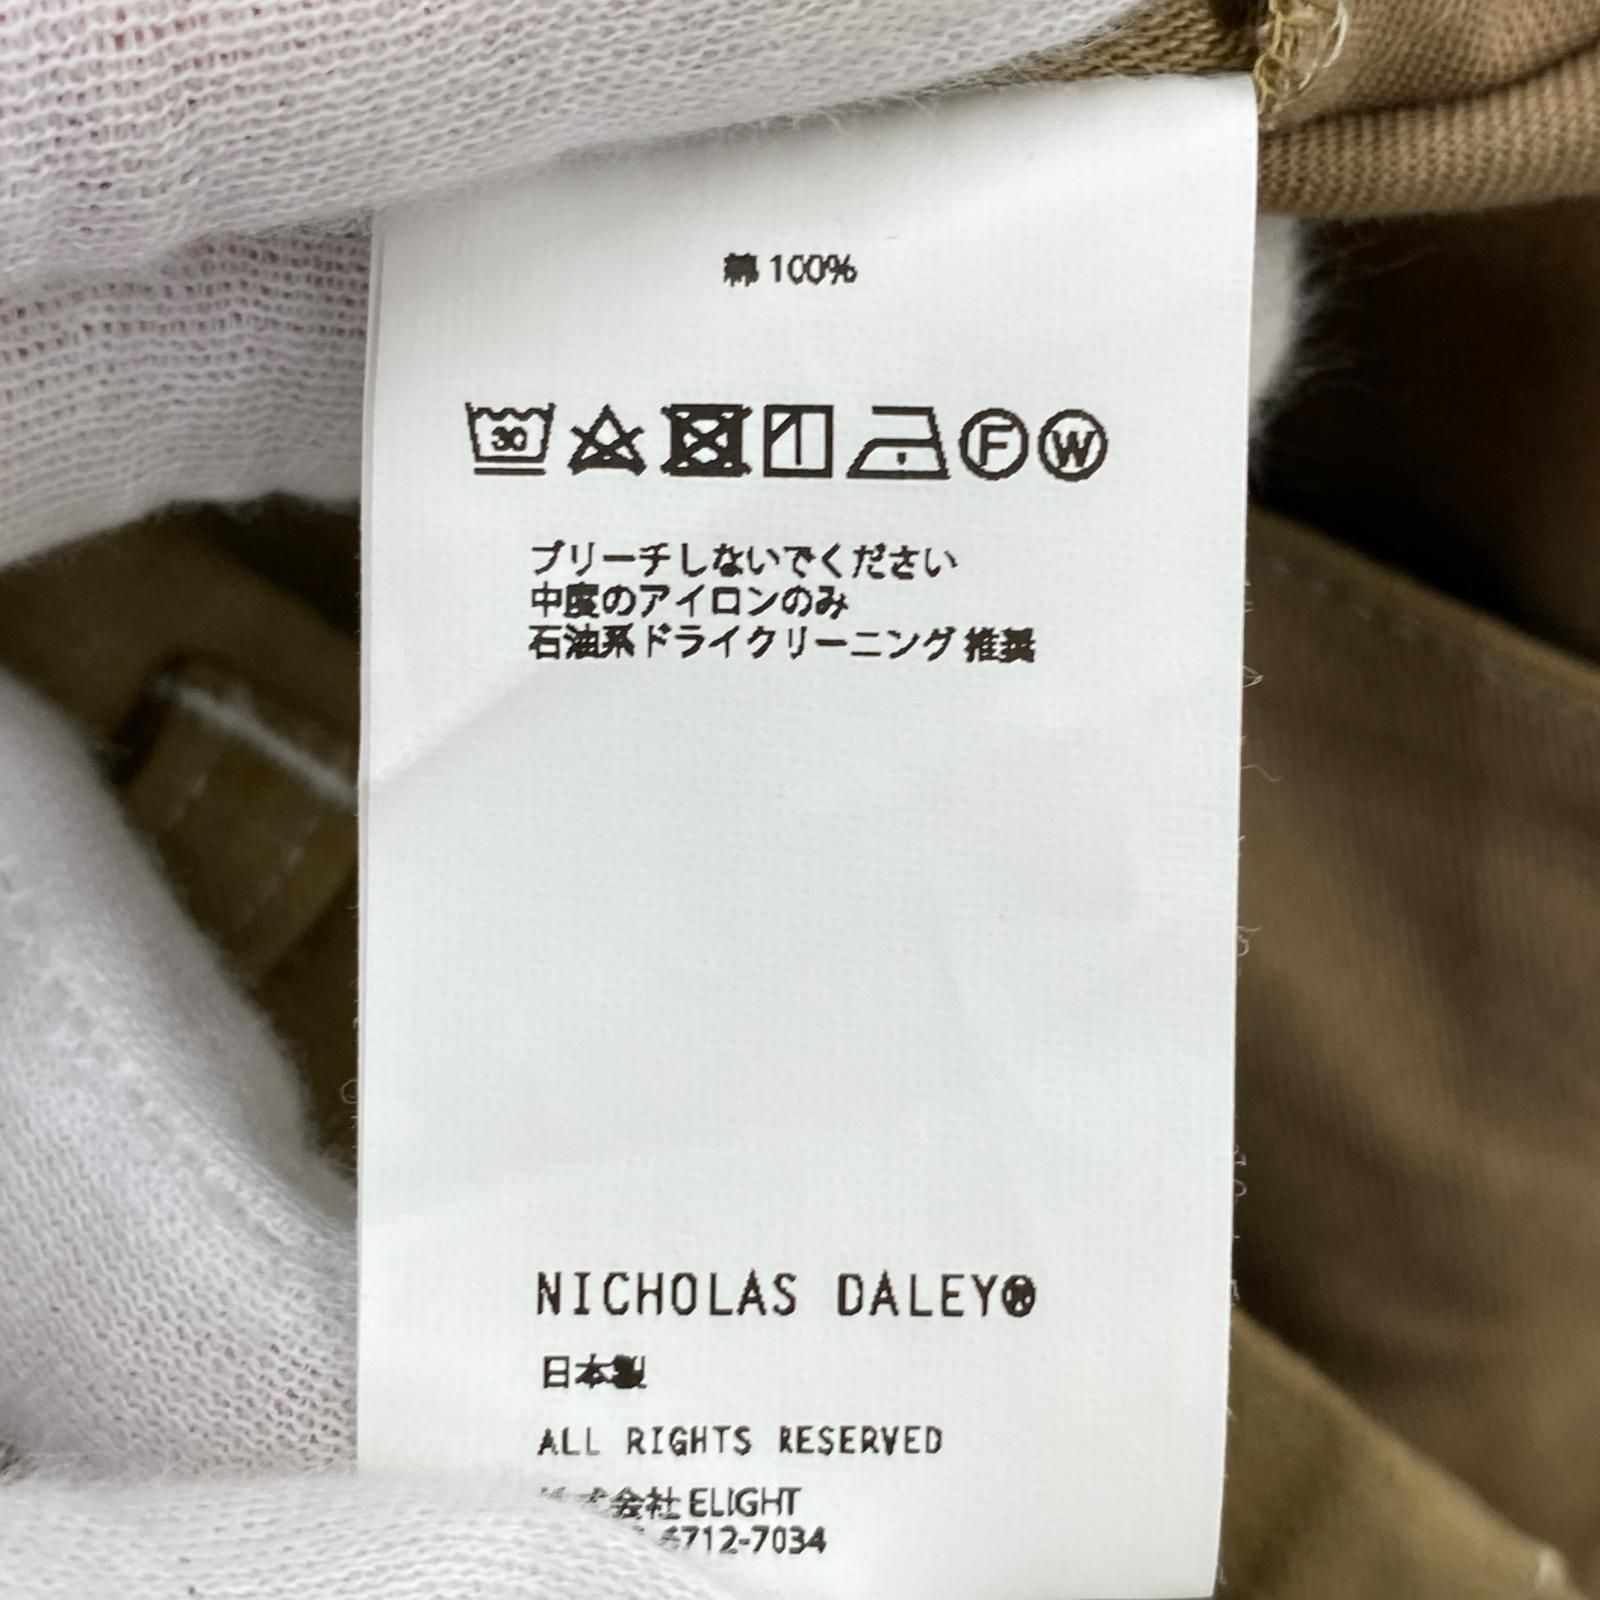 綿 100%
30
F W
ブリーチしないでください
中度のアイロンのみ
石油系ドライクリーニング 推奨
NICHOLAS DALEY®
日本製
ALL RIGHTS RESERVED
式会社 ELIGHT
6712-7034